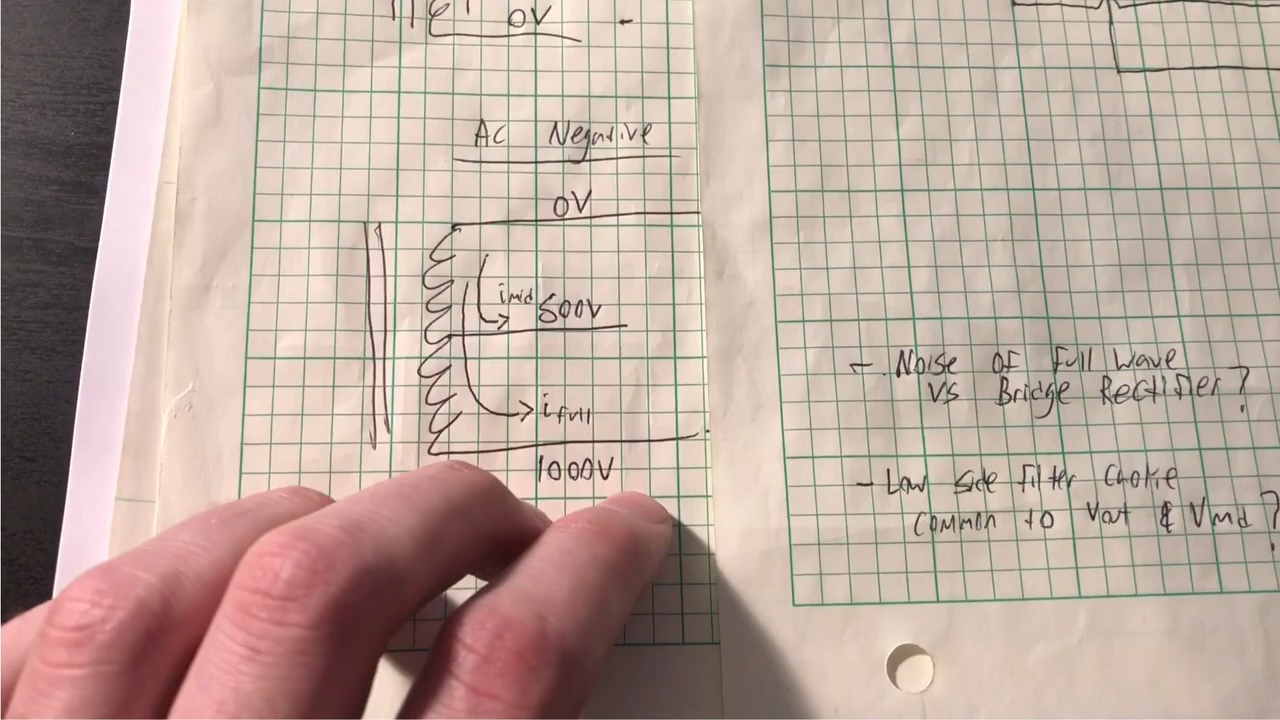 0V -
AC Negative
0V
imid 500V
ifull
1000V
- Noise of Full Wave
vs Bridge Rectifier?
- Low side filter choke
common to Vout & Vmid?